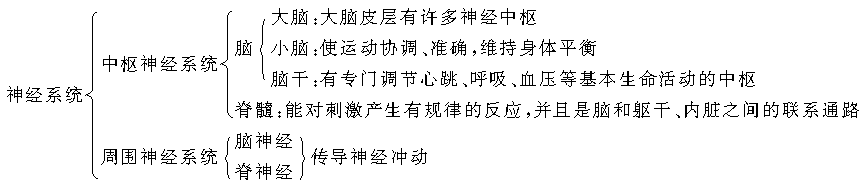 大脑:大脑皮层有许多神经中枢
脑
小脑:使运动协调、准确,维持身体平衡
中枢神经系统
脑干:有专门调节心跳、呼吸、血压等基本生命活动的中枢
神经系统
脊髓:能对刺激产生有规律的反应,并且是脑和躯干、内脏之间的联系通路
脑神经
周围神经系统
传导神经冲动
脊神经